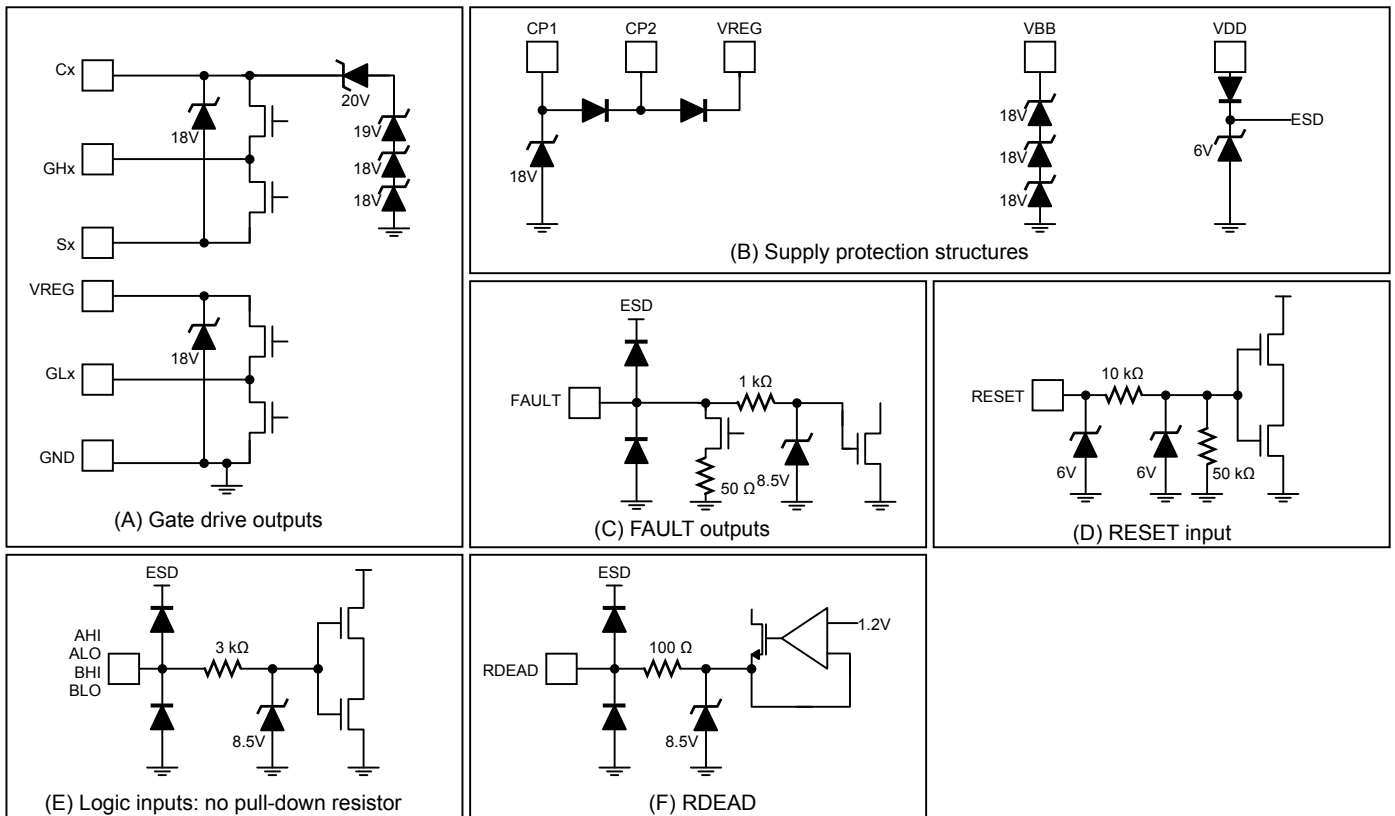 Cx
20V
18V
19V
GHx
18V
18V
Sx
VREG
18V
GLx
GND
(A) Gate drive outputs
CP1
CP2
VREG
VBB
VDD
18V
18V
ESD
18V
6V
18V
18V
(B) Supply protection structures
ESD
1 kΩ
FAULT
50 Ω
8.5V
(C) FAULT outputs
10 kΩ
RESET
6V
6V
50 kΩ
(D) RESET input
ESD
AHI
ALO
BHI
BLO
3 kΩ
8.5V
(E) Logic inputs: no pull-down resistor
ESD
1.2V
100 Ω
RDEAD
8.5V
(F) RDEAD